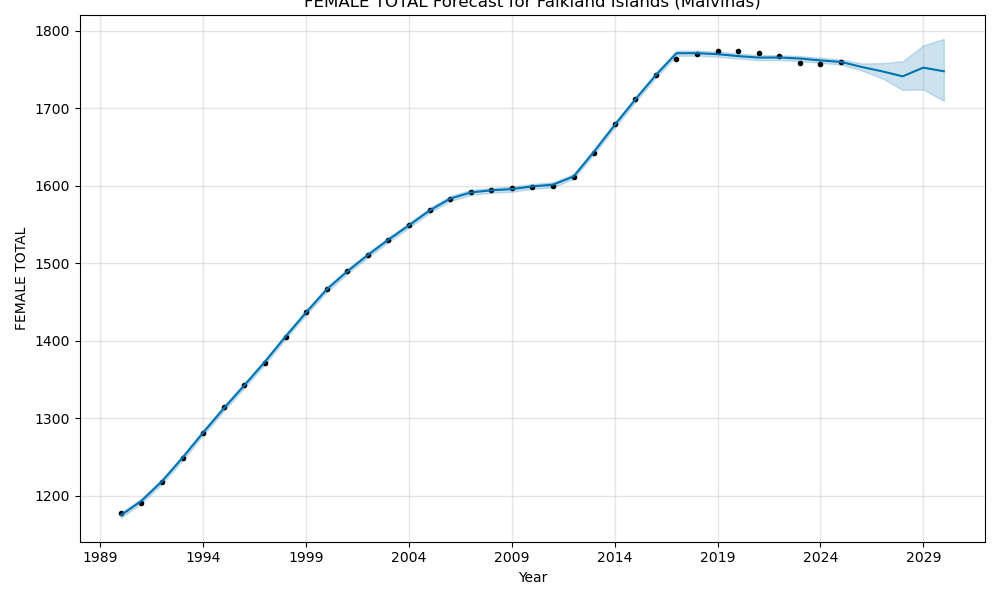 FEMALE TOTAL Forecast for Falkland Islands (Malvinas)
1800
1700
1600
1500
1400
1300
1200
FEMALE TOTAL
1989 1994 1999 2004 2009 2014 2019 2024 2029
Year